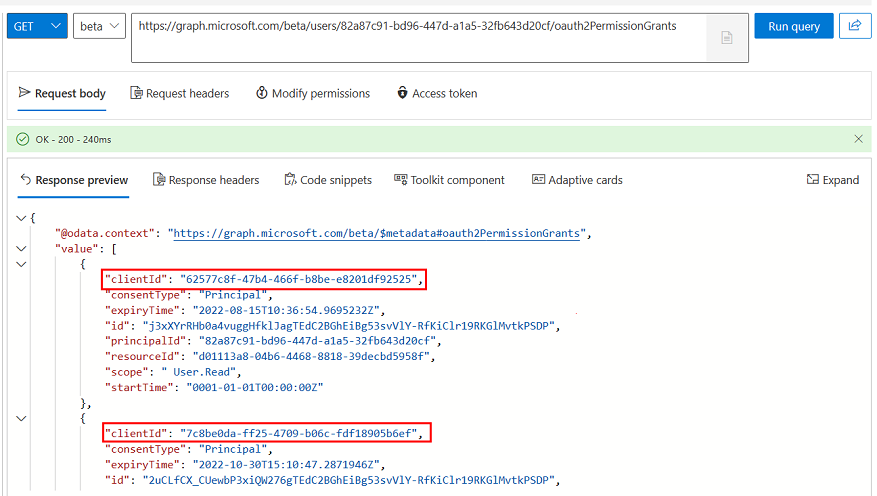 GET beta https://graph.microsoft.com/beta/users/82a87c91-bd96-447d-a1a5-32fb643d20cf/oauth2PermissionGrants Run query
Request body Request headers Modify permissions Access token
OK - 200 - 240ms
Response preview Response headers Code snippets Toolkit component Adaptive cards Expand
{
"@odata.context": "https://graph.microsoft.com/beta/$metadata#oauth2PermissionGrants",
"value": [
{
"clientId": "62577c8f-47b4-466f-b8be-e8201df92525",
"consentType": "Principal",
"expiryTime": "2022-08-15T10:36:54.9695232Z",
"id": "j3xXYrRHb0a4vuggHfklJagTEdC2BGhEiBg53svVlY-RfKiClr19RKGlMvtkPSDP",
"principalId": "82a87c91-bd96-447d-a1a5-32fb643d20cf",
"resourceId": "d01113a8-04b6-4468-8818-39decbd5958f",
"scope": " User.Read",
"startTime": "0001-01-01T00:00:00Z"
},
{
"clientId": "7c8be0da-ff25-4709-b06c-fdf18905b6ef",
"consentType": "Principal",
"expiryTime": "2022-10-30T15:10:47.2871946Z",
"id": "2uCLfCX_CUewbP3xiQW276gTEdC2BGhEiBg53svVlY-RfKiClr19RKGlMvtkPSDP",